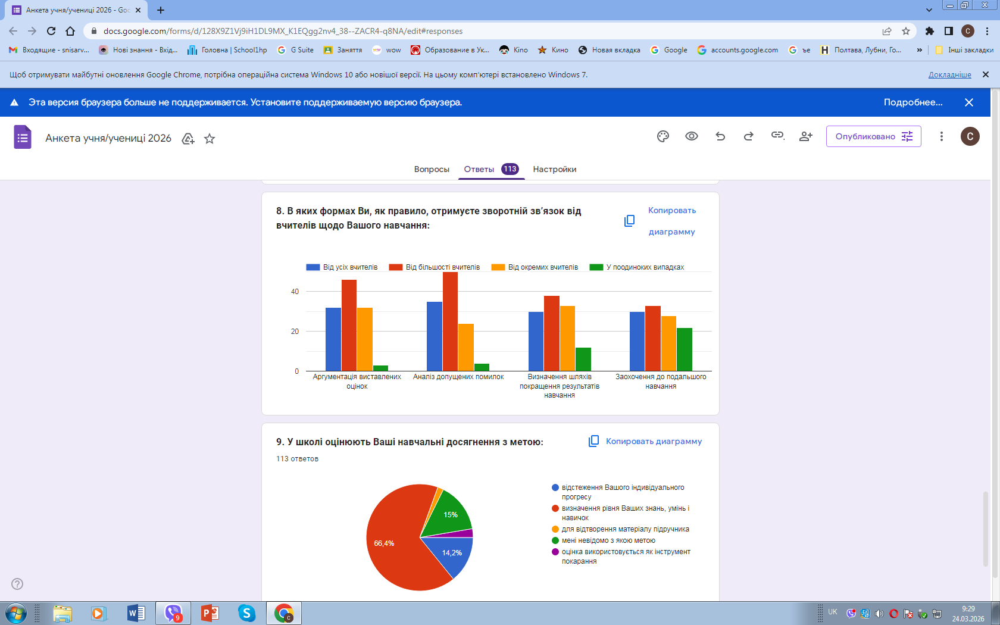 Анкета учня/учениці 2026 - Goo
docs.google.com/forms/d/128X9Z1Vj9iH1DL9MX_K1EQgg2nv4_38--ZACR4-q8NA/edit#responses
C
Входящие - snisarv...
Нові знання - Вхід...
Головна | School1hp
G Suite
Заняття
wow
Образование в Ук...
Kino
Кино
Новая вкладка
Google
accounts.google.com
ъе
Полтава, Лубни, Го...
»
Інші закладки
Щоб отримувати майбутні оновлення Google Chrome, потрібна операційна система Windows 10 або новішої версії. На цьому комп'ютері встановлено Windows 7.
Докладніше
Эта версия браузера больше не поддерживается. Установите поддерживаемую версию браузера.
Подробнее...
Анкета учня/учениці 2026
Опубликовано
C
Вопросы
Ответы 113
Настройки
8. В яких формах Ви, як правило, отримуєте зворотній зв’язок від
вчителів щодо Вашого навчання:
Копировать
диаграмму
Від усіх вчителів
Від більшості вчителів
Від окремих вчителів
У поодиноких випадках
40
20
0
Аргументація виставлених
оцінок
Аналіз допущених помилок
Визначення шляхів
покращення результатів
навчання
Заохочення до подальшого
навчання
9. У школі оцінюють Ваші навчальні досягнення з метою:
Копировать диаграмму
113 ответов
15%
66,4%
14,2%
відстеження Вашого індивідуального
прогресу
визначення рівня Ваших знань, умінь і
навичок
для відтворення матеріалу підручника
мені невідомо з якою метою
оцінка використовується як інструмент
покарання
9
C
UK
9:29
24.03.2026